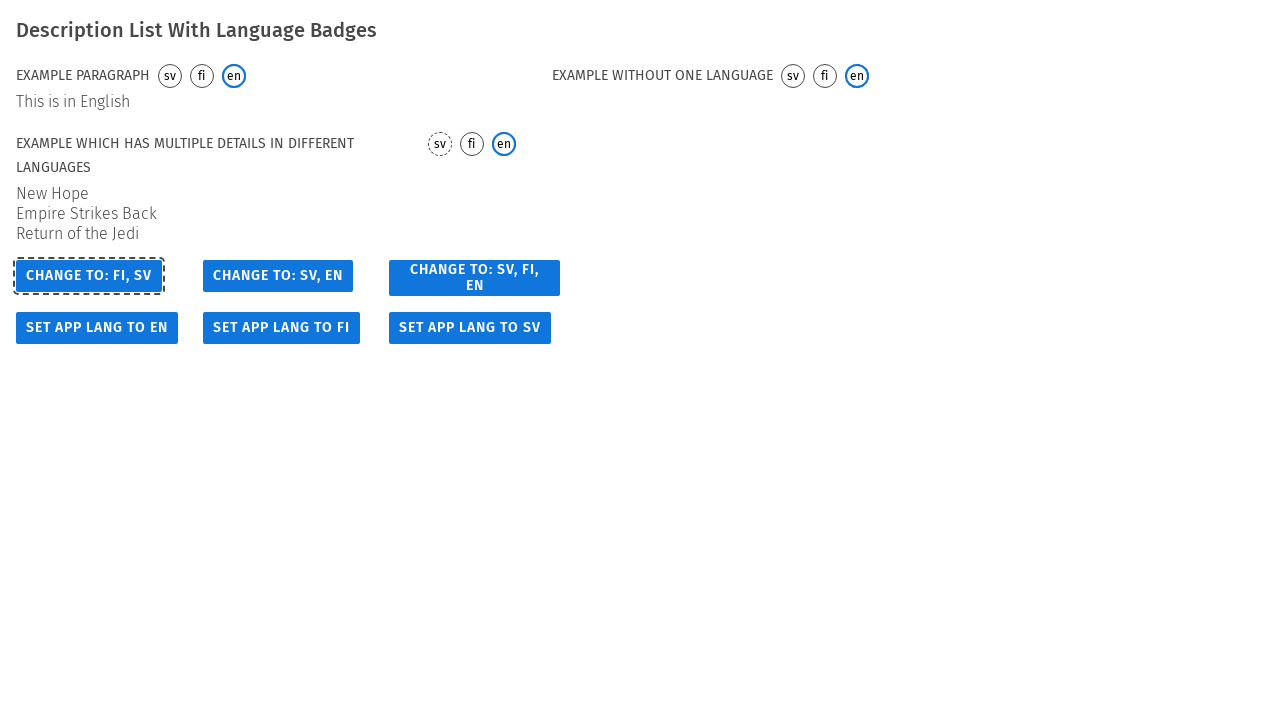 Description List With Language Badges
EXAMPLE PARAGRAPH sv fi en
This is in English
EXAMPLE WITHOUT ONE LANGUAGE sv fi en
EXAMPLE WHICH HAS MULTIPLE DETAILS IN DIFFERENT LANGUAGES sv fi en
New Hope
Empire Strikes Back
Return of the Jedi
CHANGE TO: FI, SV
CHANGE TO: SV, EN
CHANGE TO: SV, FI,
EN
SET APP LANG TO EN
SET APP LANG TO FI
SET APP LANG TO SV